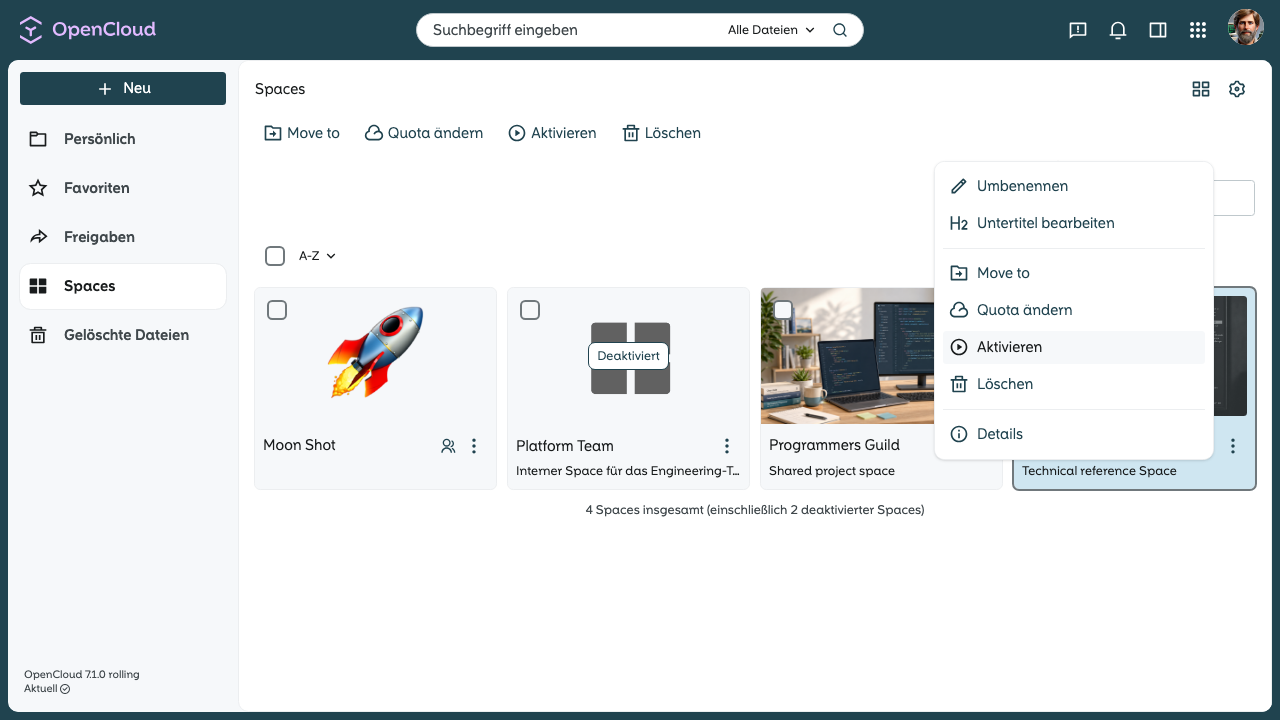 OpenCloud
Suchbegriff eingeben
Alle Dateien
Neu
Persönlich
Favoriten
Freigaben
Spaces
Gelöschte Dateien
OpenCloud 7.1.0 rolling
Aktuell
Spaces
Move to
Quota ändern
Aktivieren
Löschen
A-Z
Deaktiviert
Moon Shot
Platform Team
Interner Space für das Engineering-T...
Programmers Guild
Shared project space
Technical reference Space
Umbenennen
H2 Untertitel bearbeiten
Move to
Quota ändern
Aktivieren
Löschen
Details
4 Spaces insgesamt (einschließlich 2 deaktivierter Spaces)